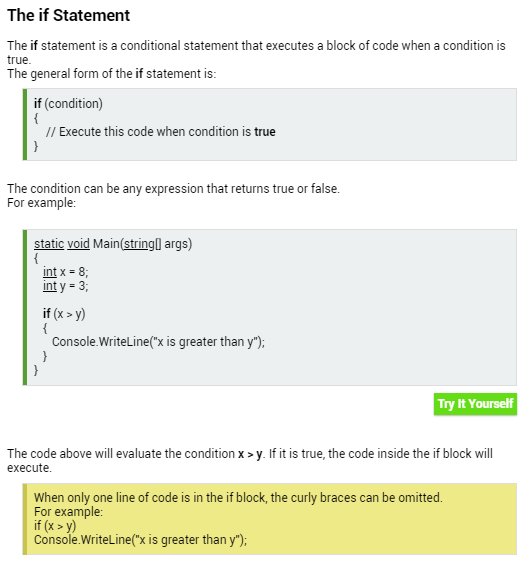 The if Statement
The if statement is a conditional statement that executes a block of code when a condition is
true.
The general form of the if statement is:
if (condition)
{
// Execute this code when condition is true
}
The condition can be any expression that returns true or false.
For example:
static void Main(string[] args)
{
int x = 8;
int y = 3;
if (x > y)
{
Console.WriteLine("x is greater than y");
}
}
Try It Yourself
The code above will evaluate the condition x > y. If it is true, the code inside the if block will
execute.
When only one line of code is in the if block, the curly braces can be omitted.
For example:
if (x > y)
Console.WriteLine("x is greater than y");